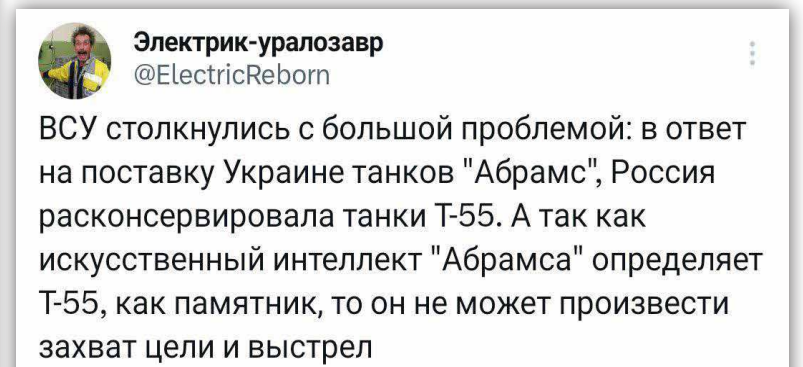 Электрик-уралозавр
@ElectricReborn
ВСУ столкнулись с большой проблемой: в ответ
на поставку Украине танков "Абрамс", Россия
расконсервировала танки Т-55. А так как
искусственный интеллект "Абрамса" определяет
Т-55, как памятник, то он не может произвести
захват цели и выстрел